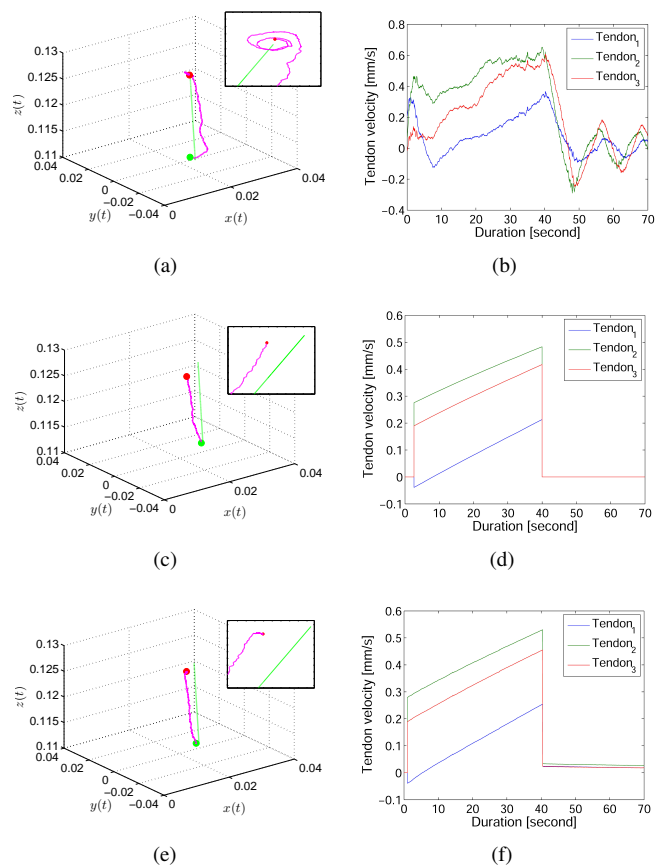 0.13
0.125
0.12
0.115
0.11
z(t)
0.04
0.02
0
−0.02
−0.04
y(t)
0
0.02
0.04
x(t)
(a)
0.8
0.6
0.4
0.2
0
−0.2
−0.4
Tendon velocity [mm/s]
Tendon1
Tendon2
Tendon3
0 10 20 30 40 50 60 70
Duration [second]
(b)
0.13
0.125
0.12
0.115
0.11
z(t)
0.04
0.02
0
−0.02
−0.04
y(t)
0
0.02
0.04
x(t)
(c)
0.6
0.5
0.4
0.3
0.2
0.1
0
−0.1
Tendon velocity [mm/s]
Tendon1
Tendon2
Tendon3
0 10 20 30 40 50 60 70
Duration [second]
(d)
0.13
0.125
0.12
0.115
0.11
z(t)
0.04
0.02
0
−0.02
−0.04
y(t)
0
0.02
0.04
x(t)
(e)
0.6
0.5
0.4
0.3
0.2
0.1
0
−0.1
Tendon velocity [mm/s]
Tendon1
Tendon2
Tendon3
0 10 20 30 40 50 60 70
Duration [second]
(f)